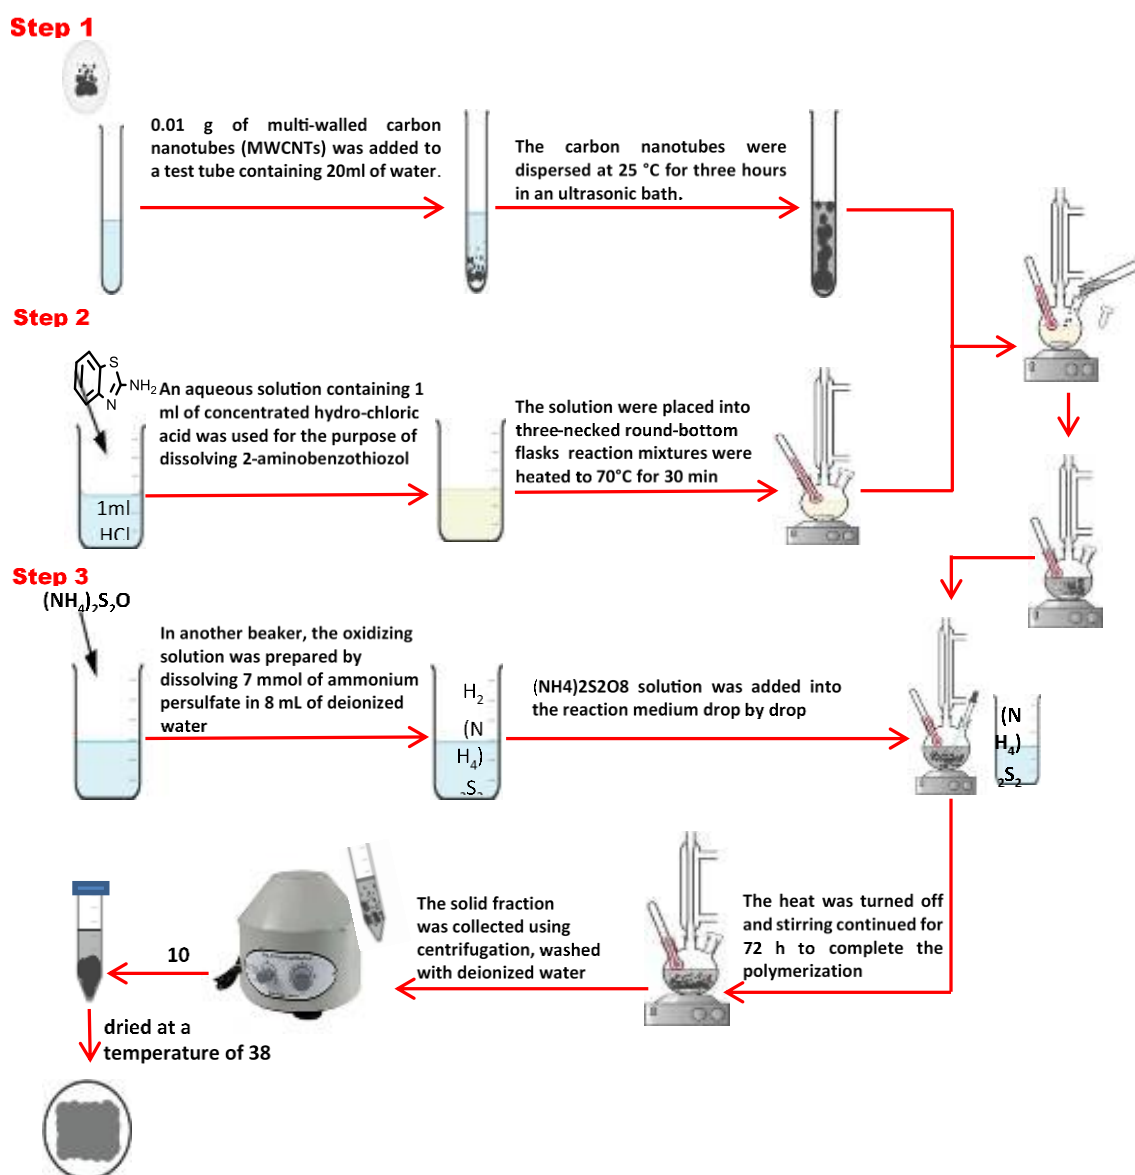 Step 1
0.01 g of multi-walled carbon
nanotubes (MWCNTs) was added to
a test tube containing 20ml of water.
The carbon nanotubes were
dispersed at 25 °C for three hours
in an ultrasonic bath.
Step 2
S
N
NH₂
An aqueous solution containing 1
ml of concentrated hydro-chloric
acid was used for the purpose of
dissolving 2-aminobenzothiozol
1ml
HCl
The solution were placed into
three-necked round-bottom
flasks reaction mixtures were
heated to 70°C for 30 min
Step 3
(NH₄)₂S₂O
In another beaker, the oxidizing
solution was prepared by
dissolving 7 mmol of ammonium
persulfate in 8 mL of deionized
water
H₂
(N
H₄)
₂S₂
(NH4)2S2O8 solution was added into
the reaction medium drop by drop
(N
H₄)
₂S₂
The heat was turned off
and stirring continued for
72 h to complete the
polymerization
The solid fraction
was collected using
centrifugation, washed
with deionized water
10
dried at a
temperature of 38